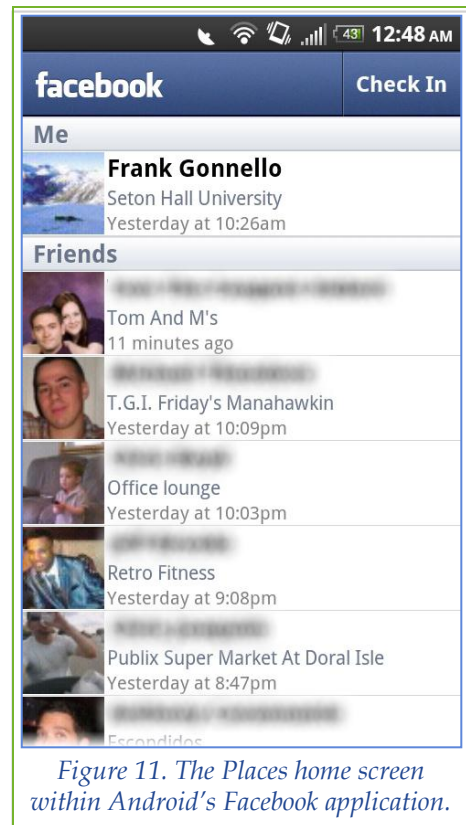 43 12:48 AM
facebook Check In
Me
Frank Gonnello
Seton Hall University
Yesterday at 10:26am
Friends
Tom And M's
11 minutes ago
T.G.I. Friday's Manahawkin
Yesterday at 10:09pm
Office lounge
Yesterday at 10:03pm
Retro Fitness
Yesterday at 9:08pm
Publix Super Market At Doral Isle
Yesterday at 8:47pm
Escondidos
Figure 11. The Places home screen
within Android's Facebook application.